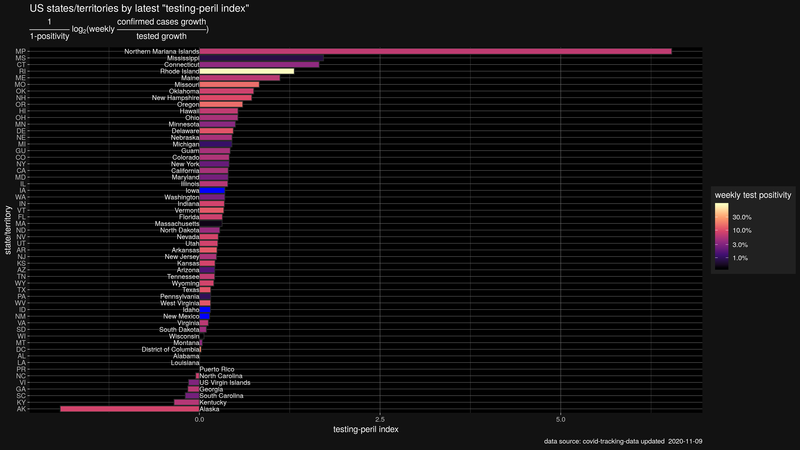 US states/territories by latest "testing-peril index"
1 confirmed cases growth
log2(weekly )
1-positivity tested growth
MP Northern Mariana Islands
MS Mississippi
CT Connecticut
RI Rhode Island
ME Maine
MO Missouri
OK Oklahoma
NH New Hampshire
OR Oregon
HI Hawaii
OH Ohio
MN Minnesota
DE Delaware
NE Nebraska
MI Michigan
GU Guam
CO Colorado
NY New York
CA California
MD Maryland
IL Illinois
IA Iowa
WA Washington
IN Indiana
VT Vermont
FL Florida
MA Massachusetts
ND North Dakota
NV Nevada
UT Utah
AR Arkansas
NJ New Jersey
KS Kansas
AZ Arizona
TN Tennessee
WY Wyoming
TX Texas
PA Pennsylvania
WV West Virginia
ID Idaho
NM New Mexico
VA Virginia
SD South Dakota
WI Wisconsin
MT Montana
DC District of Columbia
AL Alabama
LA Louisiana
PR Puerto Rico
NC North Carolina
VI US Virgin Islands
GA Georgia
SC South Carolina
KY Kentucky
AK Alaska
state/territory
0.0 2.5 5.0
testing-peril index
weekly test positivity
30.0%
10.0%
3.0%
1.0%
data source: covid-tracking-data updated 2020-11-09